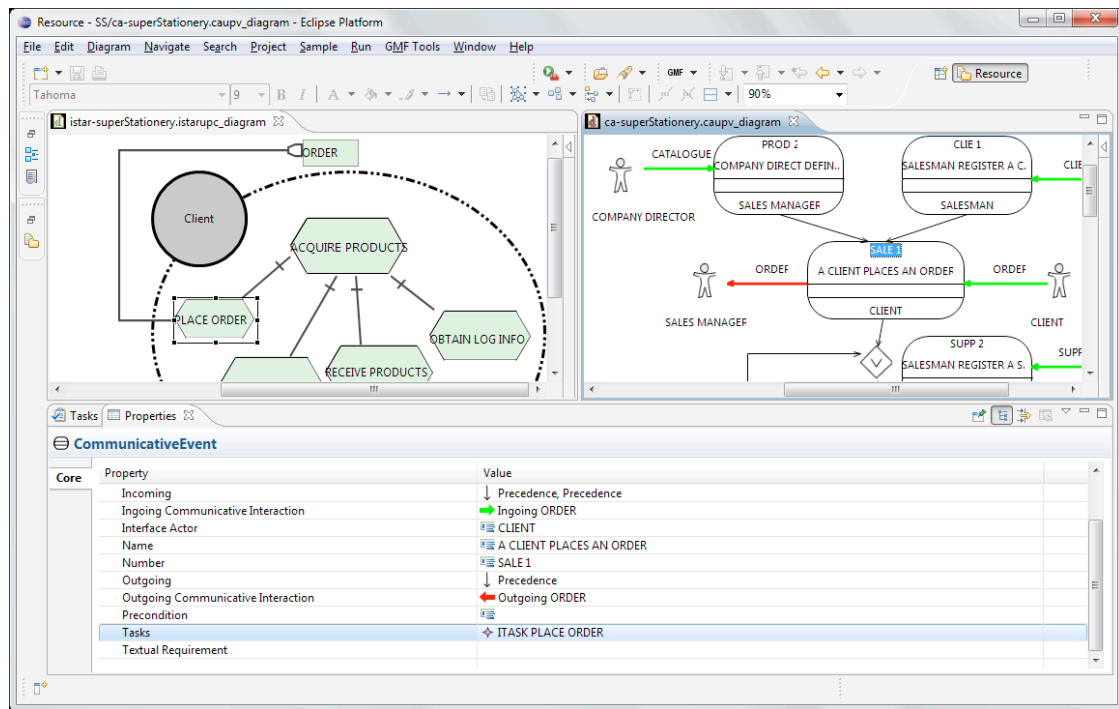 Resource - SS/ca-superStationery.caupv_diagram - Eclipse Platform
File Edit Diagram Navigate Search Project Sample Run GMF Tools Window Help
GMF
Resource
Tahoma 9 B I A 90%
istar-superStationery.istarupc_diagram
ORDER
Client
ACQUIRE PRODUCTS
PLACE ORDER
OBTAIN LOG INFO
RECEIVE PRODUCTS
ca-superStationery.caupv_diagram
PROD 2
CLIE 1
CATALOGUE
COMPANY DIRECT DEFIN..
SALESMAN REGISTER A C.
CLIE
SALES MANAGER
SALESMAN
COMPANY DIRECTOR
SALE 1
ORDER
A CLIENT PLACES AN ORDER
ORDER
CLIENT
SALES MANAGER
CLIENT
SUPP 2
V
SALESMAN REGISTER A S.
SUPP
Tasks Properties
CommunicativeEvent
Core
Property Value
Incoming Precedence, Precedence
Ingoing Communicative Interaction Ingoing ORDER
Interface Actor CLIENT
Name A CLIENT PLACES AN ORDER
Number SALE 1
Outgoing Precedence
Outgoing Communicative Interaction Outgoing ORDER
Precondition
Tasks ITASK PLACE ORDER
Textual Requirement